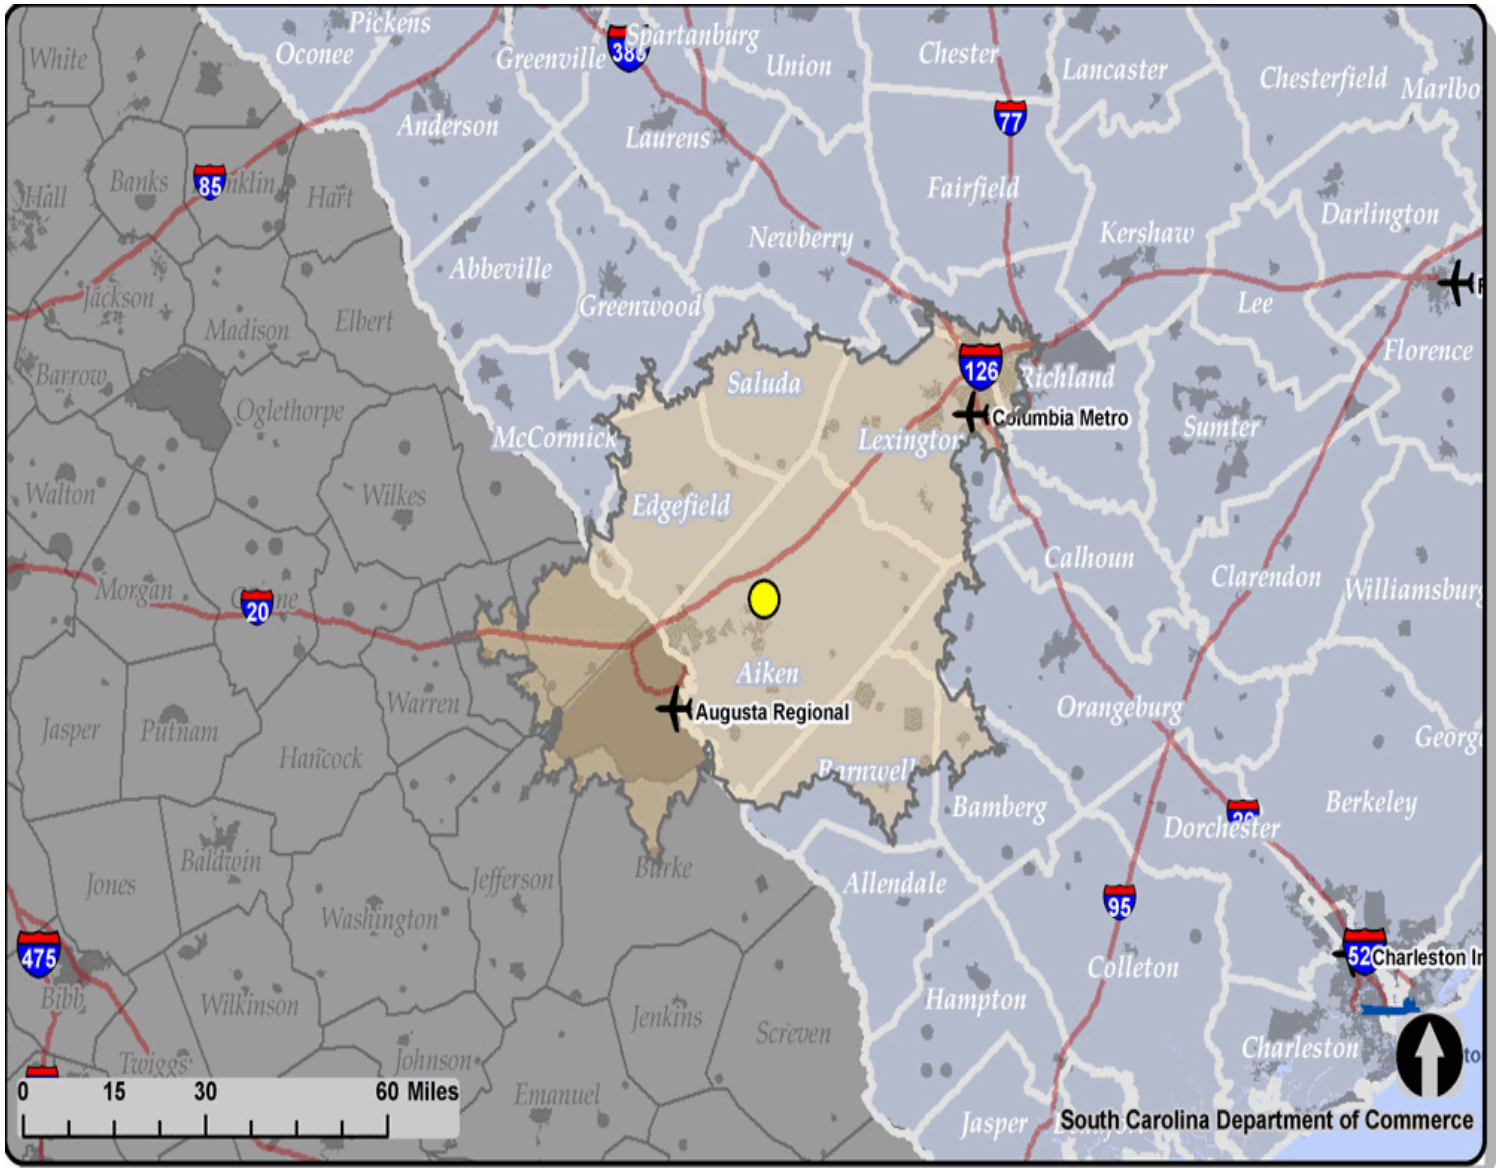 Pickens
Spartanburg
Oconee
White
Greenville
385
Union
Chester
Lancaster
Chesterfield
Anderson
Laurens
77
85
Banks
Hall
Hart
Fairfield
Darlington
Newberry
Kershaw
Abbeville
Greenwood
Jackson
Madison
Elbert
Lee
Florence
Barrow
126
Saluda
Richland
Oglethorpe
Columbia Metro
McCormick
Lexington
Sumter
Walton
Wilkes
Edgefield
Calhoun
Clarendon
Williamsburg
Morgan
20
Aiken
Warren
Orangeburg
Augusta Regional
Jasper
Putnam
Hancock
Barnwell
Bamberg
Berkeley
Dorchester
Baldwin
Burke
Jones
Jefferson
Allendale
95
Washington
475
52
Charleston In
Colleton
Bibb
Wilkinson
Hampton
Jenkins
Screven
Charleston
Twiggs
Johnson
0 15 30 60 Miles
Emanuel
Jasper
South Carolina Department of Commerce